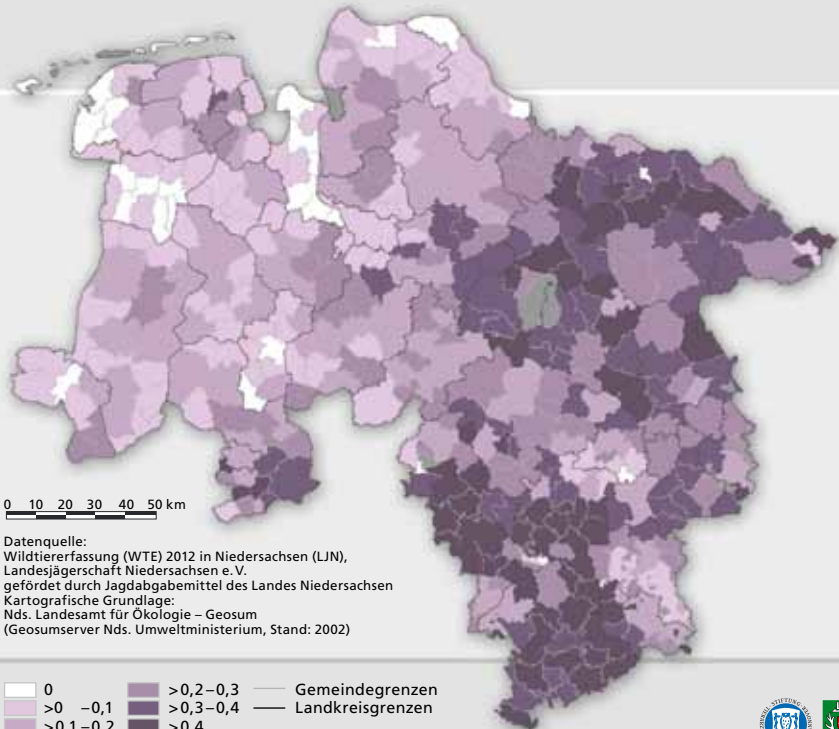 0 10 20 30 40 50 km
Datenquelle:
Wildtiererfassung (WTE) 2012 in Niedersachsen (LJN),
Landesjägerschaft Niedersachsen e. V.
gefördet durch Jagdabgabemittel des Landes Niedersachsen
Kartografische Grundlage:
Nds. Landesamt für Ökologie – Geosum
(Geosumserver Nds. Umweltministerium, Stand: 2002)
0 >0,2–0,3 Gemeindegrenzen
>0 –0,1 >0,3–0,4 Landkreisgrenzen
>0,1–0,2 >0,4